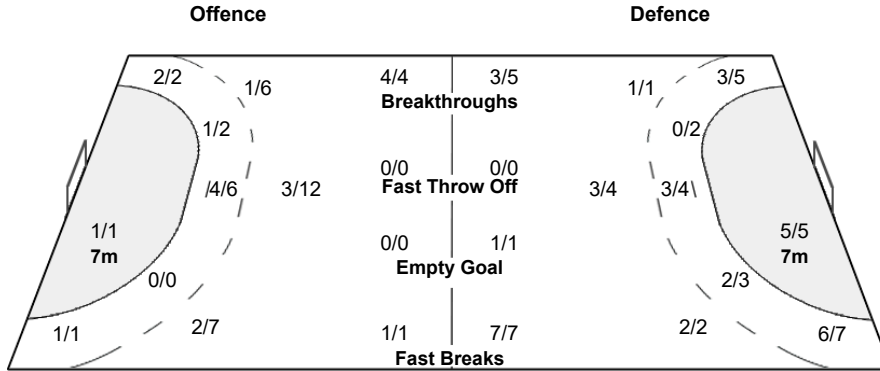 Offence Defence
2/2 1/6 4/4 3/5 1/1 3/5
Breakthroughs
1/2 0/2
0/0 0/0
Fast Throw Off
4/6 3/12 3/4 3/4
1/1 5/5
7m 7m
0/0 1/1
Empty Goal
0/0 2/3
1/1 2/7 1/1 7/7 2/2 6/7
Fast Breaks